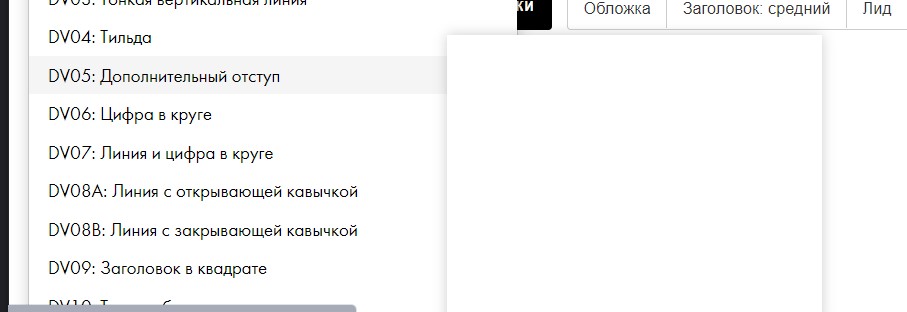 DV03: Тонкая вертикальная линия
DV04: Тильда
DV05: Дополнительный отступ
DV06: Цифра в круге
DV07: Линия и цифра в круге
DV08A: Линия с открывающей кавычкой
DV08B: Линия с закрывающей кавычкой
DV09: Заголовок в квадрате
DV10:
ки
Обложка
Заголовок: средний
Лид